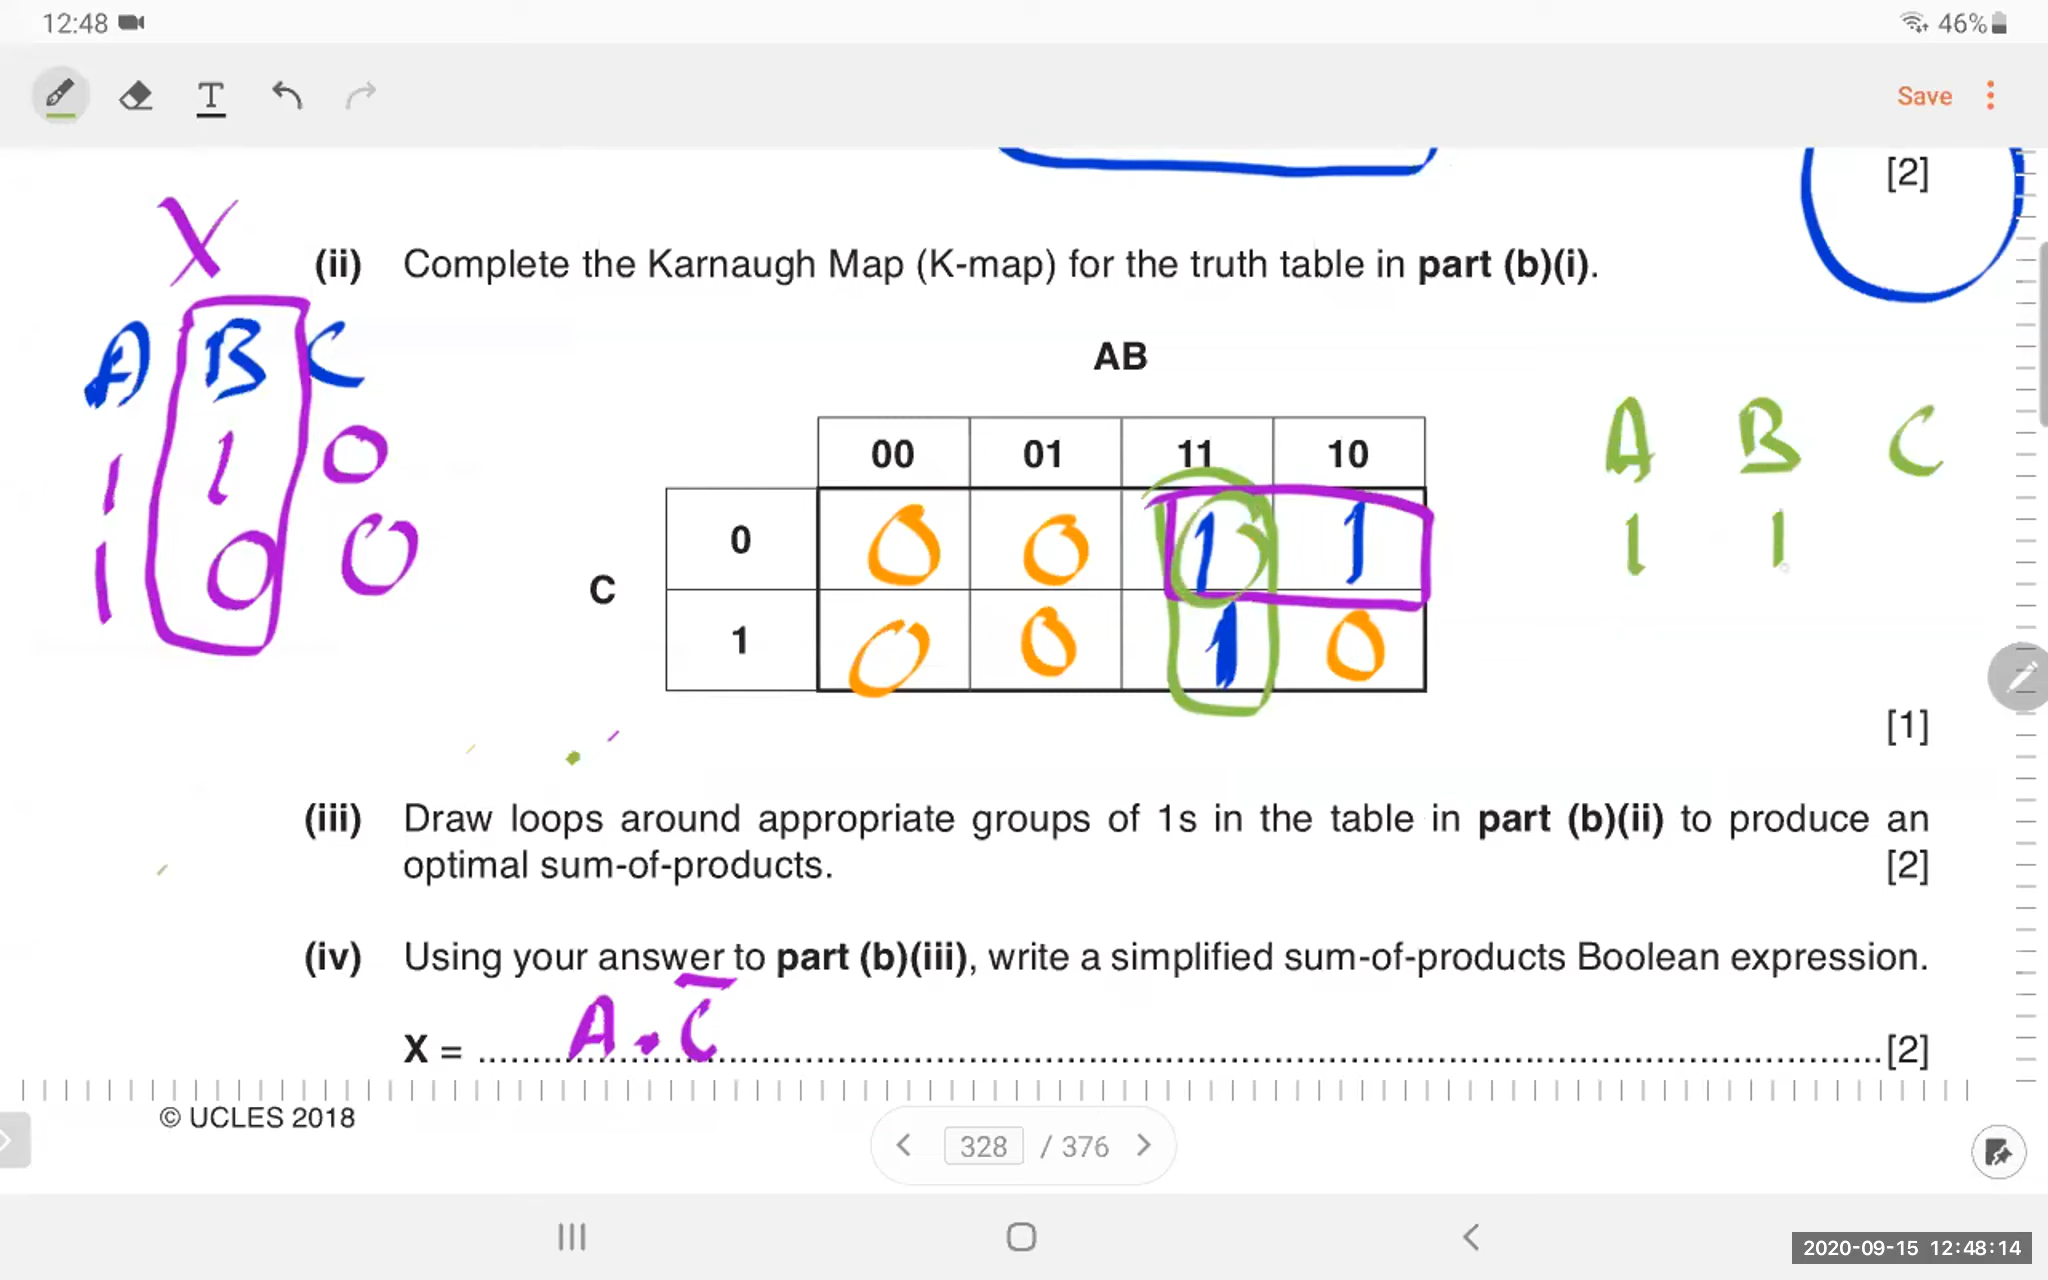 12:48 46%
T Save
[2]
X
(ii) Complete the Karnaugh Map (K-map) for the truth table in part (b)(i).
A B C
1 1 0
1 0 0
AB
00 01 11 10
C
0 0 0 1 1
1 0 0 1 0
A B C
1 1
[1]
(iii) Draw loops around appropriate groups of 1s in the table in part (b)(ii) to produce an
optimal sum-of-products. [2]
(iv) Using your answer to part (b)(iii), write a simplified sum-of-products Boolean expression.
X = ........ A . C̅ ........ [2]
© UCLES 2018
328 / 376
2020-09-15 12:48:14